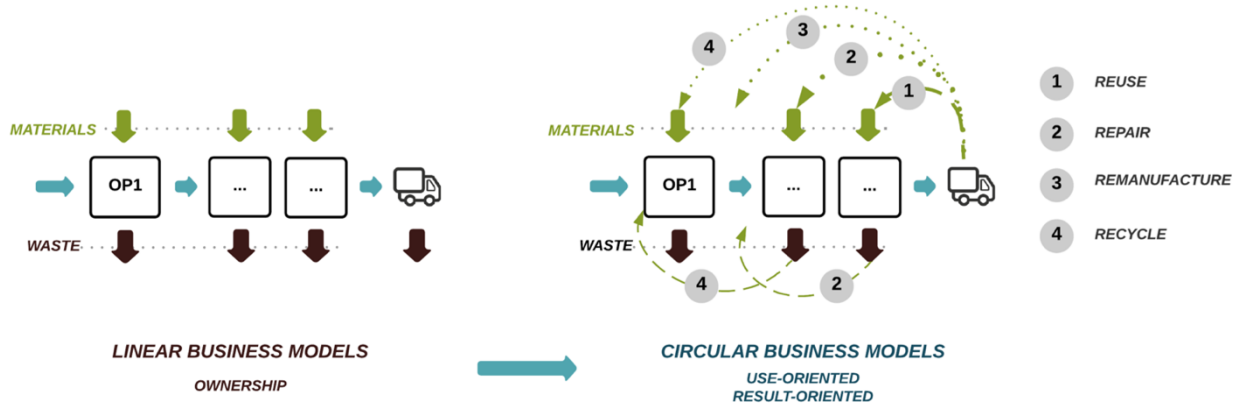 4
3
2
1
1 REUSE
MATERIALS
MATERIALS
2 REPAIR
OP1
...
...
OP1
...
...
3 REMANUFACTURE
WASTE
WASTE
4 RECYCLE
4
2
LINEAR BUSINESS MODELS
OWNERSHIP
CIRCULAR BUSINESS MODELS
USE-ORIENTED
RESULT-ORIENTED